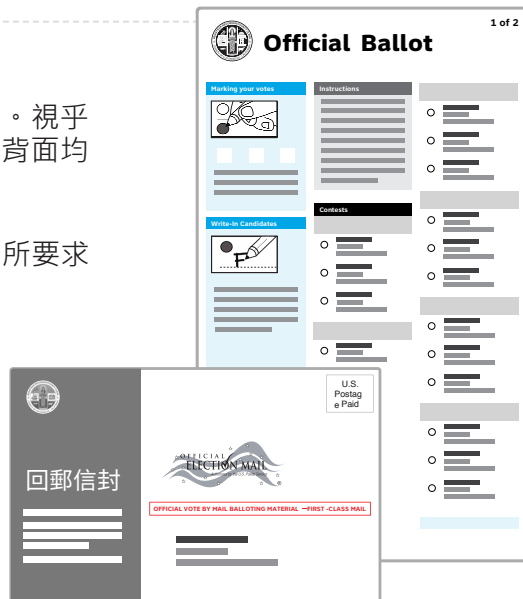 。視乎
背面均
所要求
1 of 2
Official Ballot
Marking your votes
Instructions
Write-In Candidates
F
Contests
回郵信封
U.S.
Postag
e Paid
OFFICIAL
ELECTION MAIL
OFFICIAL VOTE BY MAIL BALLOTING MATERIAL —FIRST -CLASS MAIL